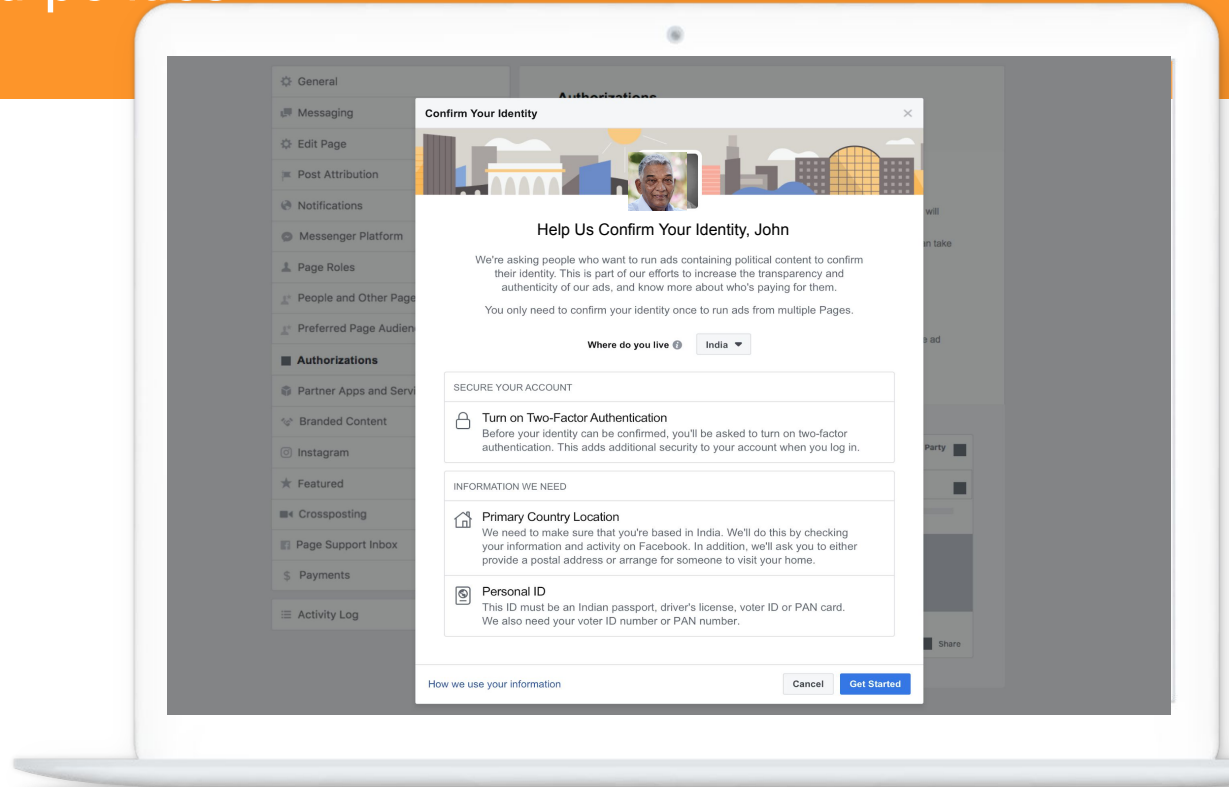 General
Messaging
Edit Page
Post Attribution
Notifications
Messenger Platform
Page Roles
People and Other Page
Preferred Page Audien
Authorizations
Partner Apps and Servi
Branded Content
Instagram
Featured
Crossposting
Page Support Inbox
Payments
Activity Log
Authorizations
Confirm Your Identity
Help Us Confirm Your Identity, John
We're asking people who want to run ads containing political content to confirm
their identity. This is part of our efforts to increase the transparency and
authenticity of our ads, and know more about who's paying for them.
You only need to confirm your identity once to run ads from multiple Pages.
Where do you live India
SECURE YOUR ACCOUNT
Turn on Two-Factor Authentication
Before your identity can be confirmed, you'll be asked to turn on two-factor
authentication. This adds additional security to your account when you log in.
INFORMATION WE NEED
Primary Country Location
We need to make sure that you're based in India. We'll do this by checking
your information and activity on Facebook. In addition, we'll ask you to either
provide a postal address or arrange for someone to visit your home.
Personal ID
This ID must be an Indian passport, driver's license, voter ID or PAN card.
We also need your voter ID number or PAN number.
How we use your information
Cancel Get Started
will
take
ad
Party
Share